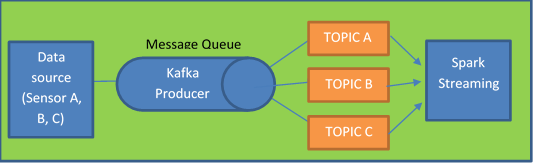 Data
source
(Sensor A,
B, C)
Message Queue
Kafka
Producer
TOPIC A
TOPIC B
TOPIC C
Spark
Streaming